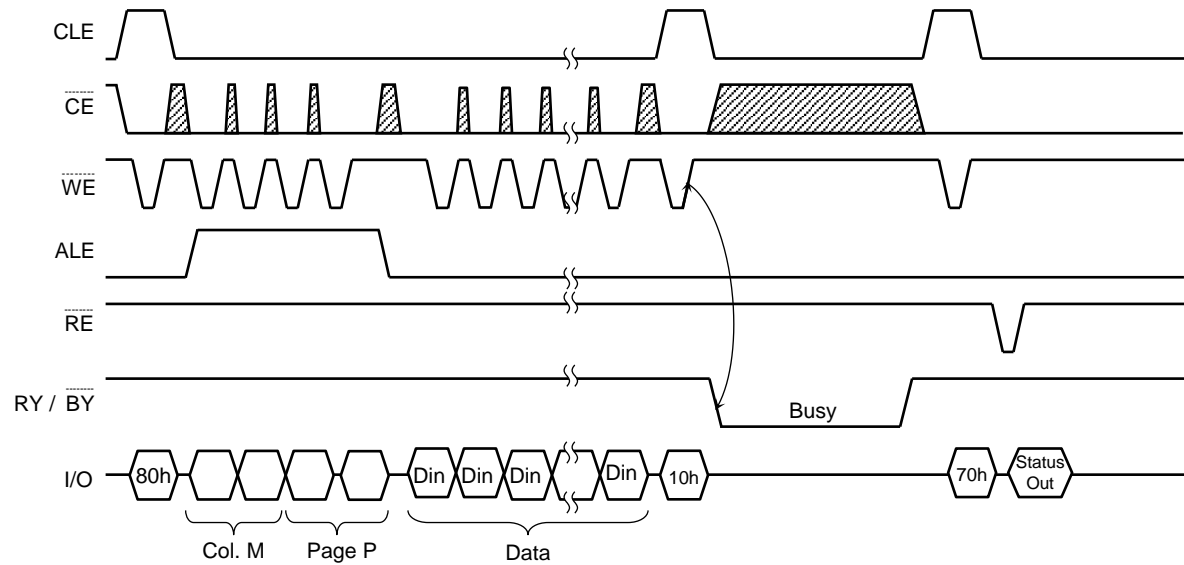 CLE
CE
WE
ALE
RE
RY / BY
Busy
I/O
80h
Din
Din
Din
Din
10h
70h
Status
Out
Col. M
Page P
Data